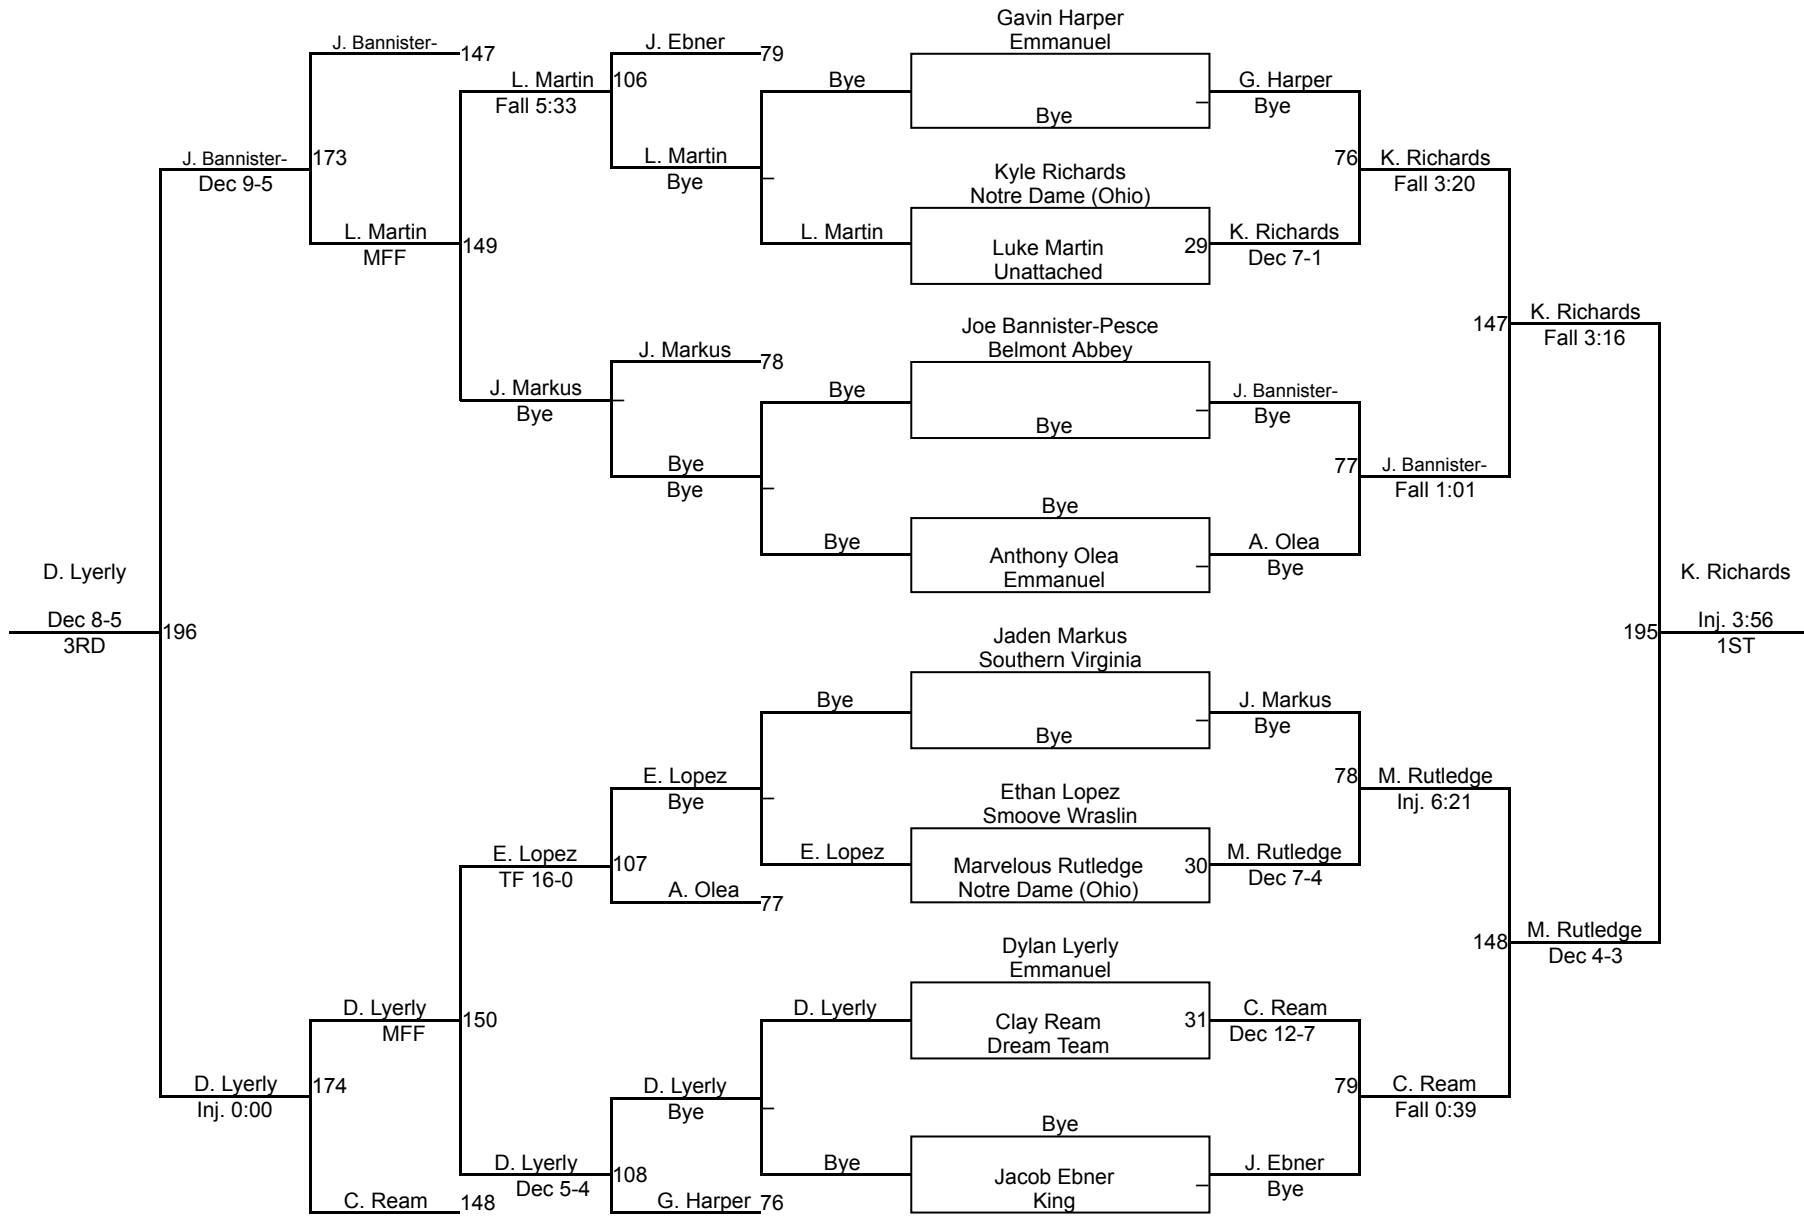 Gavin Harper
Emmanuel
J. Bannister-
147
J. Ebner
79
L. Martin
106
Fall 5:33
Bye
G. Harper
Bye
Bye
J. Bannister-
173
Dec 9-5
L. Martin
Bye
Kyle Richards
Notre Dame (Ohio)
76
K. Richards
Fall 3:20
L. Martin
149
MFF
L. Martin
Luke Martin
Unattached
29
K. Richards
Dec 7-1
Joe Bannister-Pesce
Belmont Abbey
147
K. Richards
Fall 3:16
J. Markus
78
J. Markus
Bye
Bye
J. Bannister-
Bye
Bye
Bye
Bye
77
J. Bannister-
Fall 1:01
Bye
Bye
Anthony Olea
Emmanuel
A. Olea
Bye
D. Lyerly
Dec 8-5
3RD
196
K. Richards
195
Inj. 3:56
1ST
Jaden Markus
Southern Virginia
Bye
Bye
J. Markus
Bye
E. Lopez
Bye
Ethan Lopez
Smoove Wraslin
78
M. Rutledge
Inj. 6:21
E. Lopez
107
TF 16-0
A. Olea
77
E. Lopez
Marvelous Rutledge
Notre Dame (Ohio)
30
M. Rutledge
Dec 7-4
Dylan Lyerly
Emmanuel
148
M. Rutledge
Dec 4-3
D. Lyerly
150
MFF
D. Lyerly
Clay Ream
Dream Team
31
C. Ream
Dec 12-7
D. Lyerly
174
Inj. 0:00
D. Lyerly
Bye
79
C. Ream
Fall 0:39
Bye
D. Lyerly
108
Dec 5-4
Bye
Jacob Ebner
King
J. Ebner
Bye
C. Ream
148
G. Harper
76